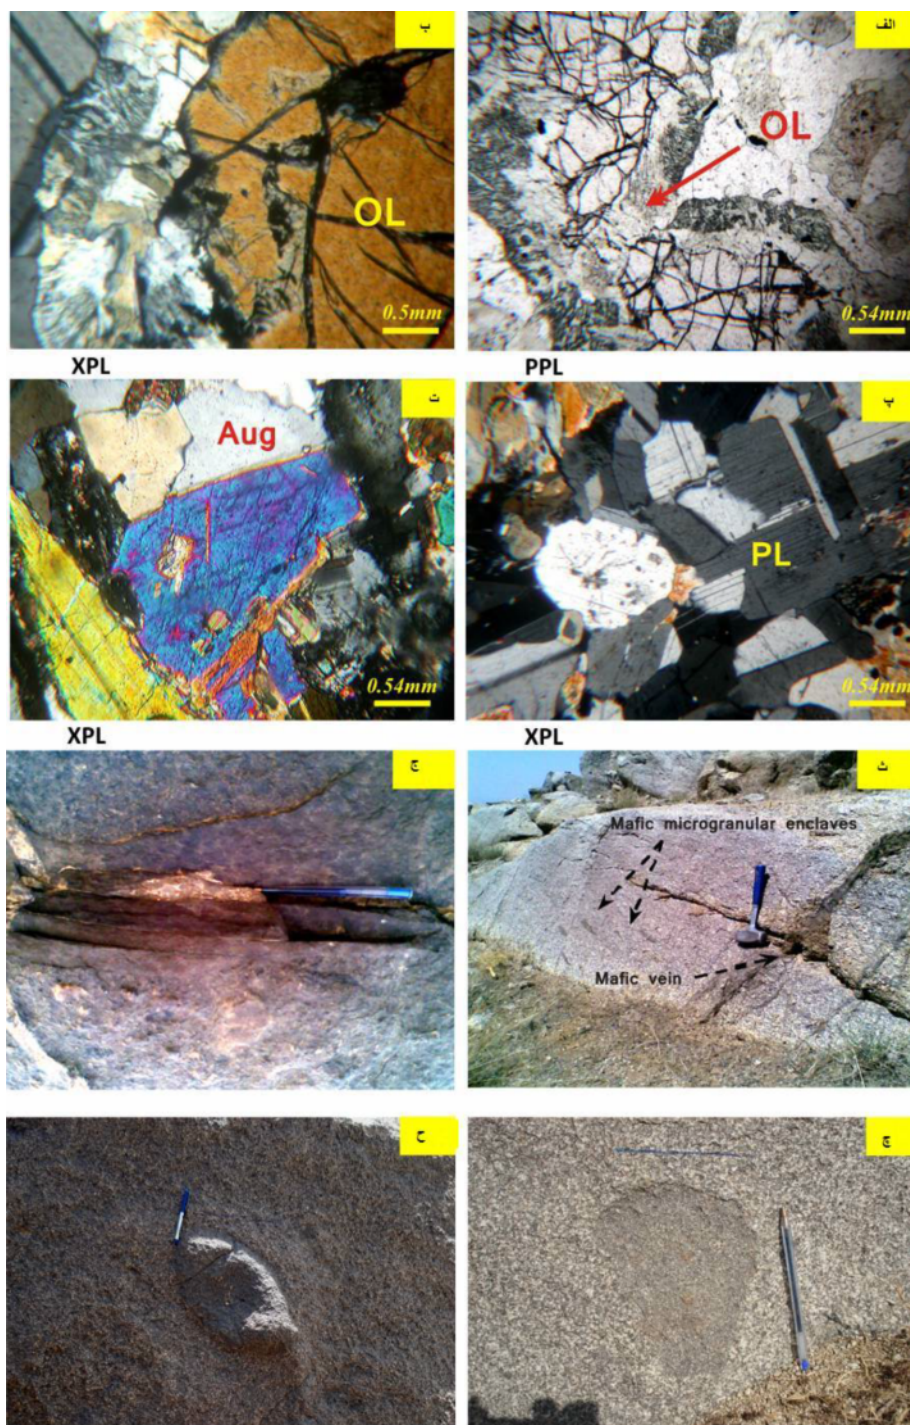 الف
OL
0.54mm
PPL
ب
OL
0.5mm
XPL
پ
PL
0.54mm
XPL
ت
Aug
0.54mm
XPL
ث
Mafic microgranular enclaves
Mafic vein
ج
چ
ح